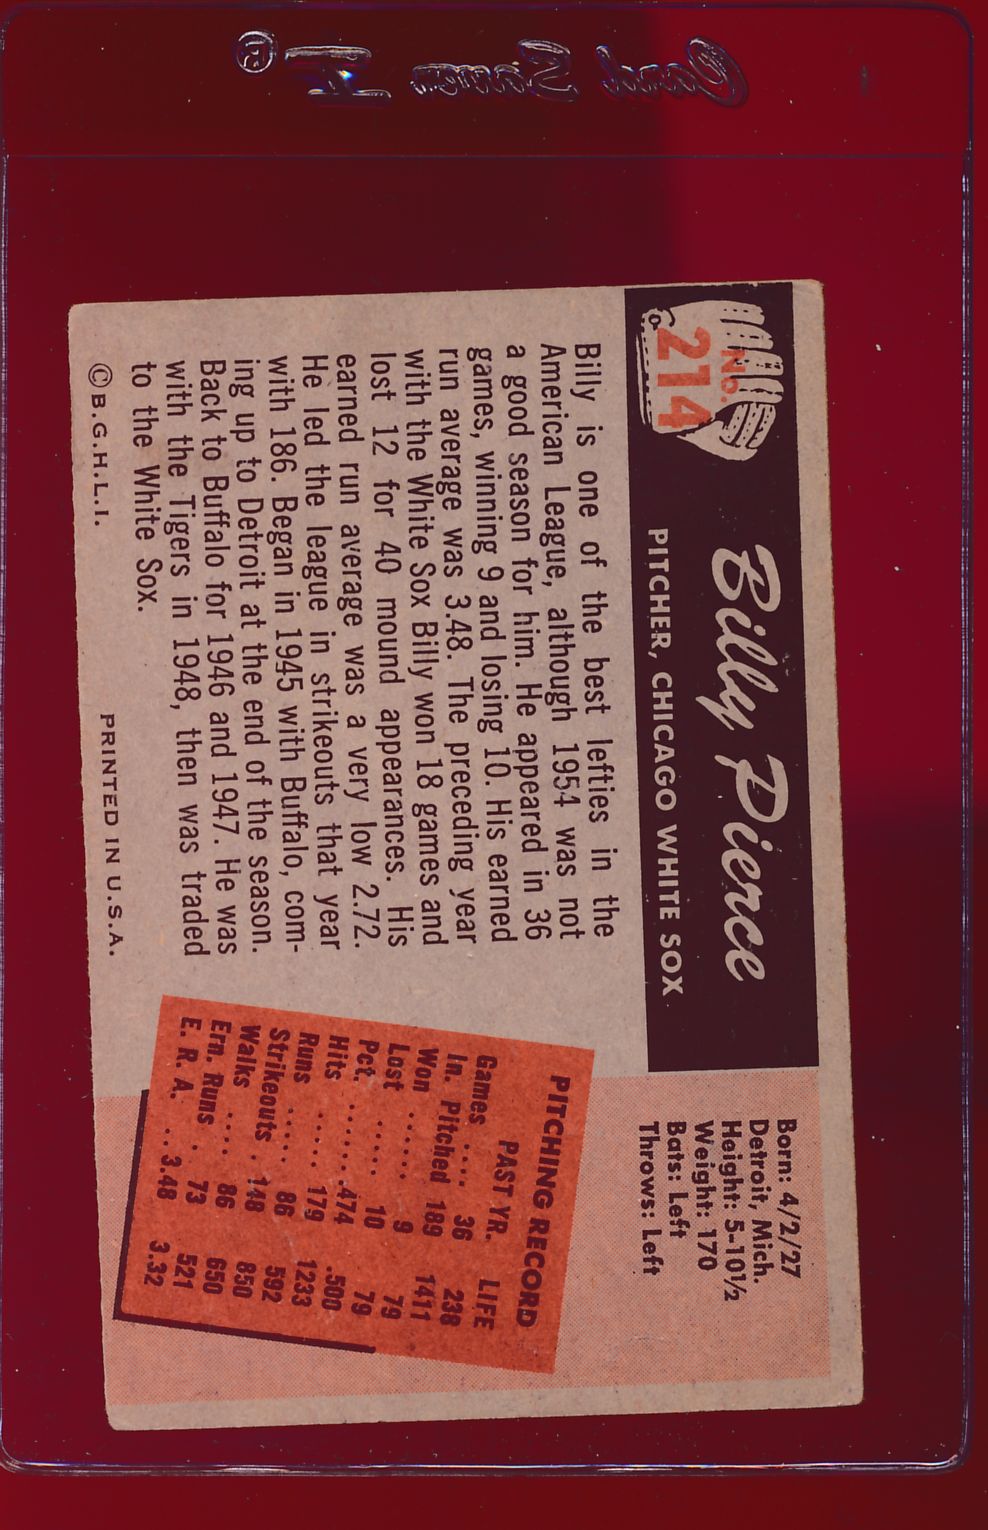 Card Saver I ®
No.
214
Billy Pierce
PITCHER, CHICAGO WHITE SOX
Born: 4/2/27
Detroit, Mich.
Height: 5-10½
Weight: 170
Bats: Left
Throws: Left
Billy is one of the best lefties in the
American League, although 1954 was not
a good season for him. He appeared in 36
games, winning 9 and losing 10. His earned
run average was 3.48. The preceding year
with the White Sox Billy won 18 games and
lost 12 for 40 mound appearances. His
earned run average was a very low 2.72.
He led the league in strikeouts that year
with 186. Began in 1945 with Buffalo, com-
ing up to Detroit at the end of the season.
Back to Buffalo for 1946 and 1947. He was
with the Tigers in 1948, then was traded
to the White Sox.
© B.G.H.L.I. PRINTED IN U.S.A.
PITCHING RECORD
PAST YR. LIFE
Games .... 36 238
In. Pitched 189 1411
Won ...... 9 79
Lost ..... 10 79
Pct. ...... .474 .500
Hits ...... 179 1233
Runs ..... 86 592
Strikeouts . 148 850
Walks .... 86 650
Ern. Runs . 73 521
E. R. A. .. 3.48 3.32